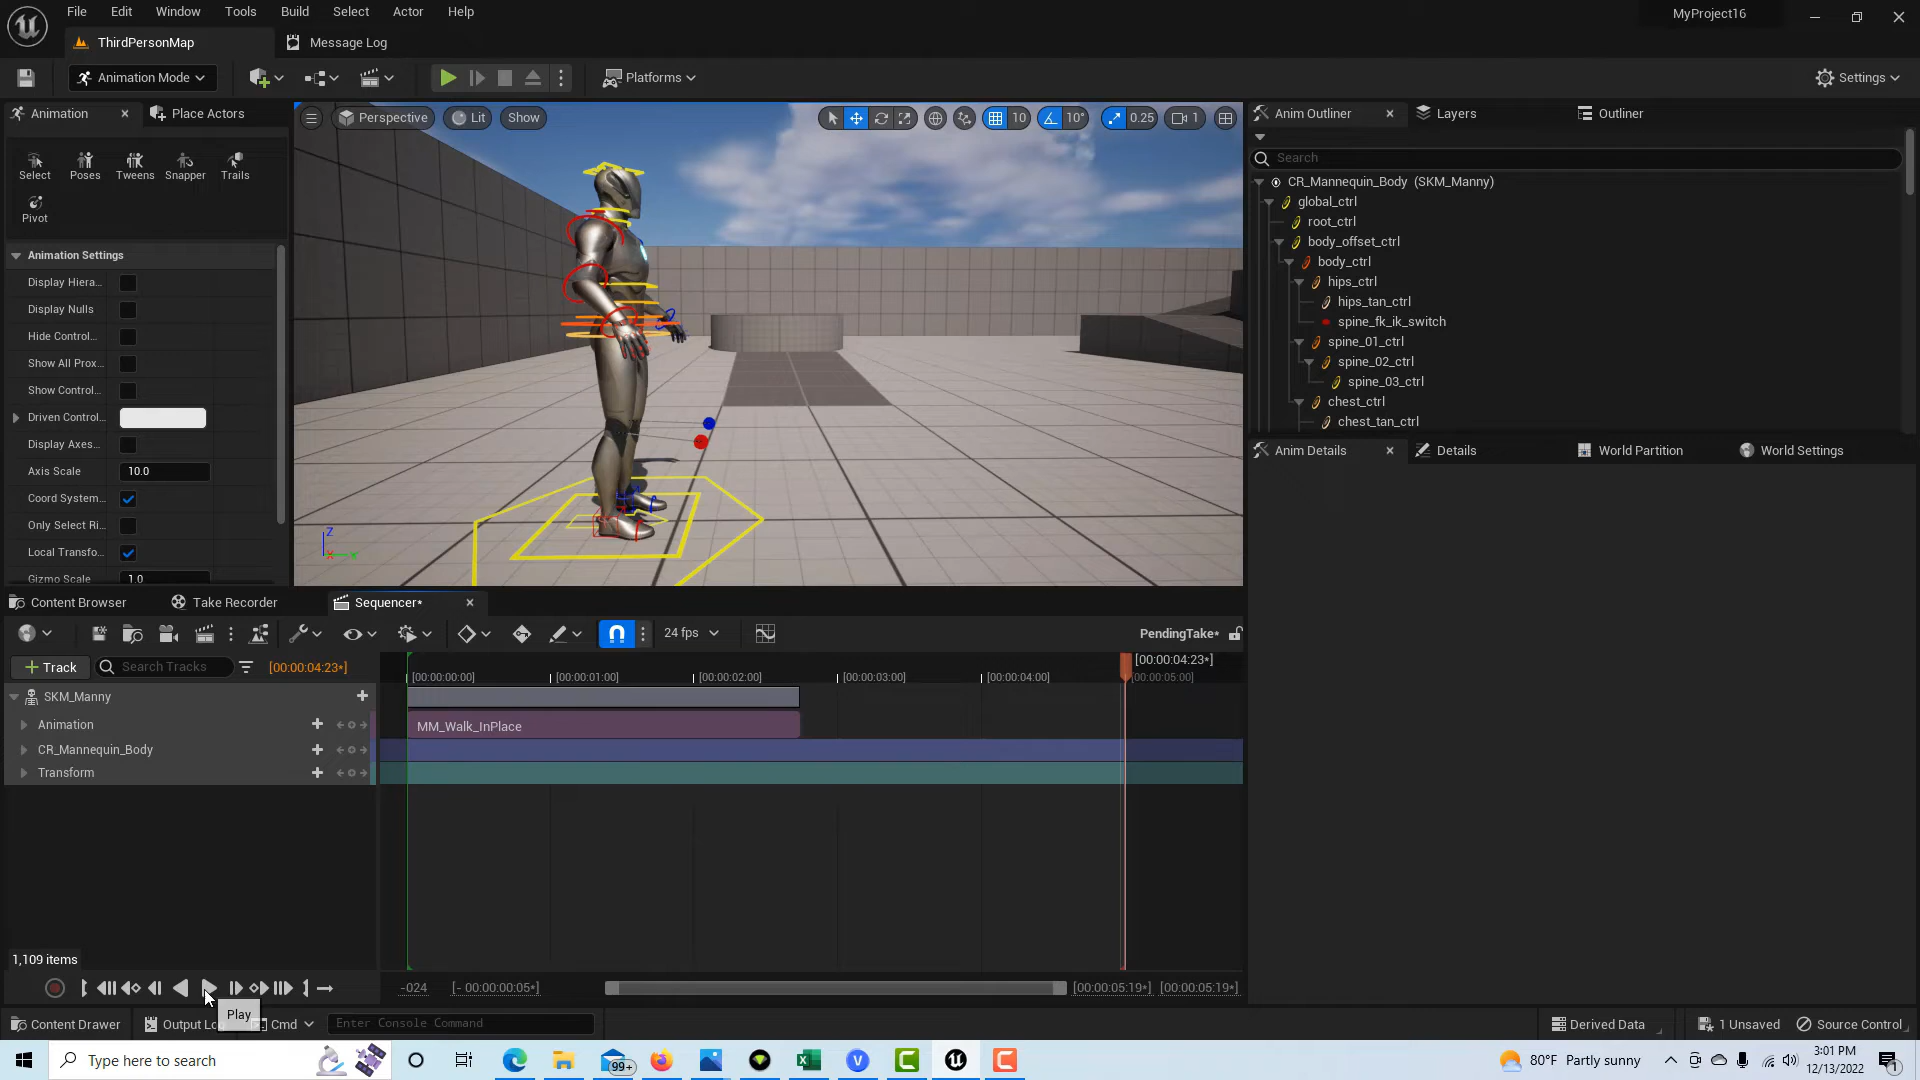 File Edit Window Tools Build Select Actor Help
MyProject16
ThirdPersonMap
Message Log
Animation Mode
Platforms
Settings
Animation
Place Actors
Perspective
Lit
Show
10
10°
0.25
1
Anim Outliner
Layers
Outliner
Select Poses Tweens Snapper Trails
Pivot
Search
CR_Mannequin_Body (SKM_Manny)
global_ctrl
root_ctrl
body_offset_ctrl
body_ctrl
hips_ctrl
hips_tan_ctrl
spine_fk_ik_switch
spine_01_ctrl
spine_02_ctrl
spine_03_ctrl
chest_ctrl
chest_tan_ctrl
Animation Settings
Display Hiera...
Display Nulls
Hide Control...
Show All Prox...
Show Control...
Driven Control...
Display Axes...
Axis Scale 10.0
Coord System...
Only Select Ri...
Local Transfo...
Gizmo Scale 1.0
Z
Anim Details
Details
World Partition
World Settings
Content Browser
Take Recorder
Sequencer*
24 fps
PendingTake*
Track
Search Tracks
[00:00:04:23*]
[00:00:04:23*]
[00:00:00:00] [00:00:01:00] [00:00:02:00] [00:00:03:00] [00:00:04:00] [00:00:05:00]
SKM_Manny
Animation
MM_Walk_InPlace
CR_Mannequin_Body
Transform
1,109 items
-024
[- 00:00:00:05*]
[00:00:05:19*]
[00:00:05:19*]
Play
Content Drawer
Output Lo
Cmd
Enter Console Command
Derived Data
1 Unsaved
Source Control
Type here to search
99+
80°F Partly sunny
3:01 PM
12/13/2022
1